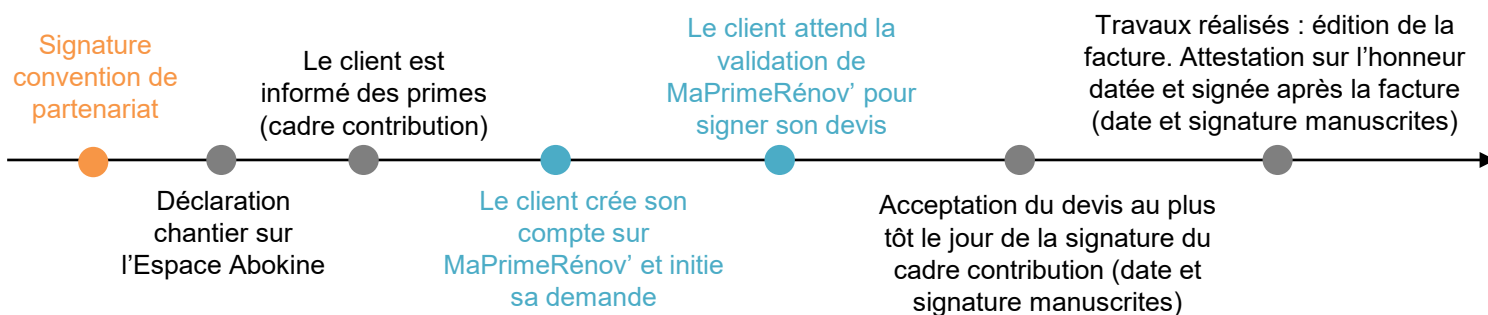 Signature
convention de
partenariat
Déclaration
chantier sur
l’Espace Abokine
Le client est
informé des primes
(cadre contribution)
Le client crée son
compte sur
MaPrimeRénov’ et initie
sa demande
Le client attend la
validation de
MaPrimeRénov’ pour
signer son devis
Acceptation du devis au plus
tôt le jour de la signature du
cadre contribution (date et
signature manuscrites)
Travaux réalisés : édition de la
facture. Attestation sur l’honneur
datée et signée après la facture
(date et signature manuscrites)